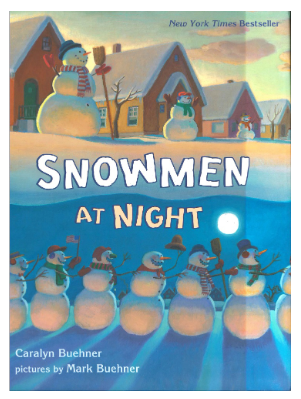 New York Times Bestseller
SNOWMEN
AT NIGHT
Caralyn Buehner
pictures by Mark Buehner